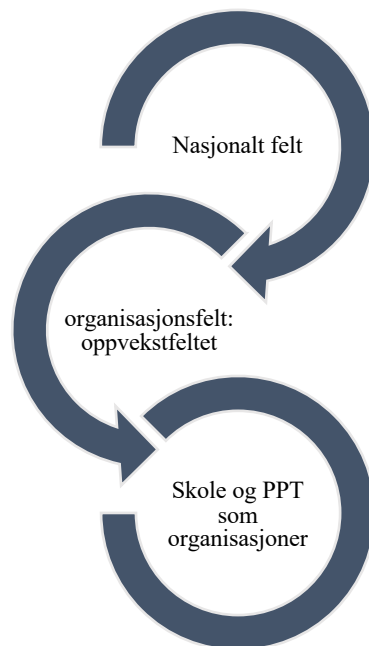 Nasjonalt felt
organisasjonsfelt:
oppvekstfeltet
Skole og PPT
som
organisasjoner